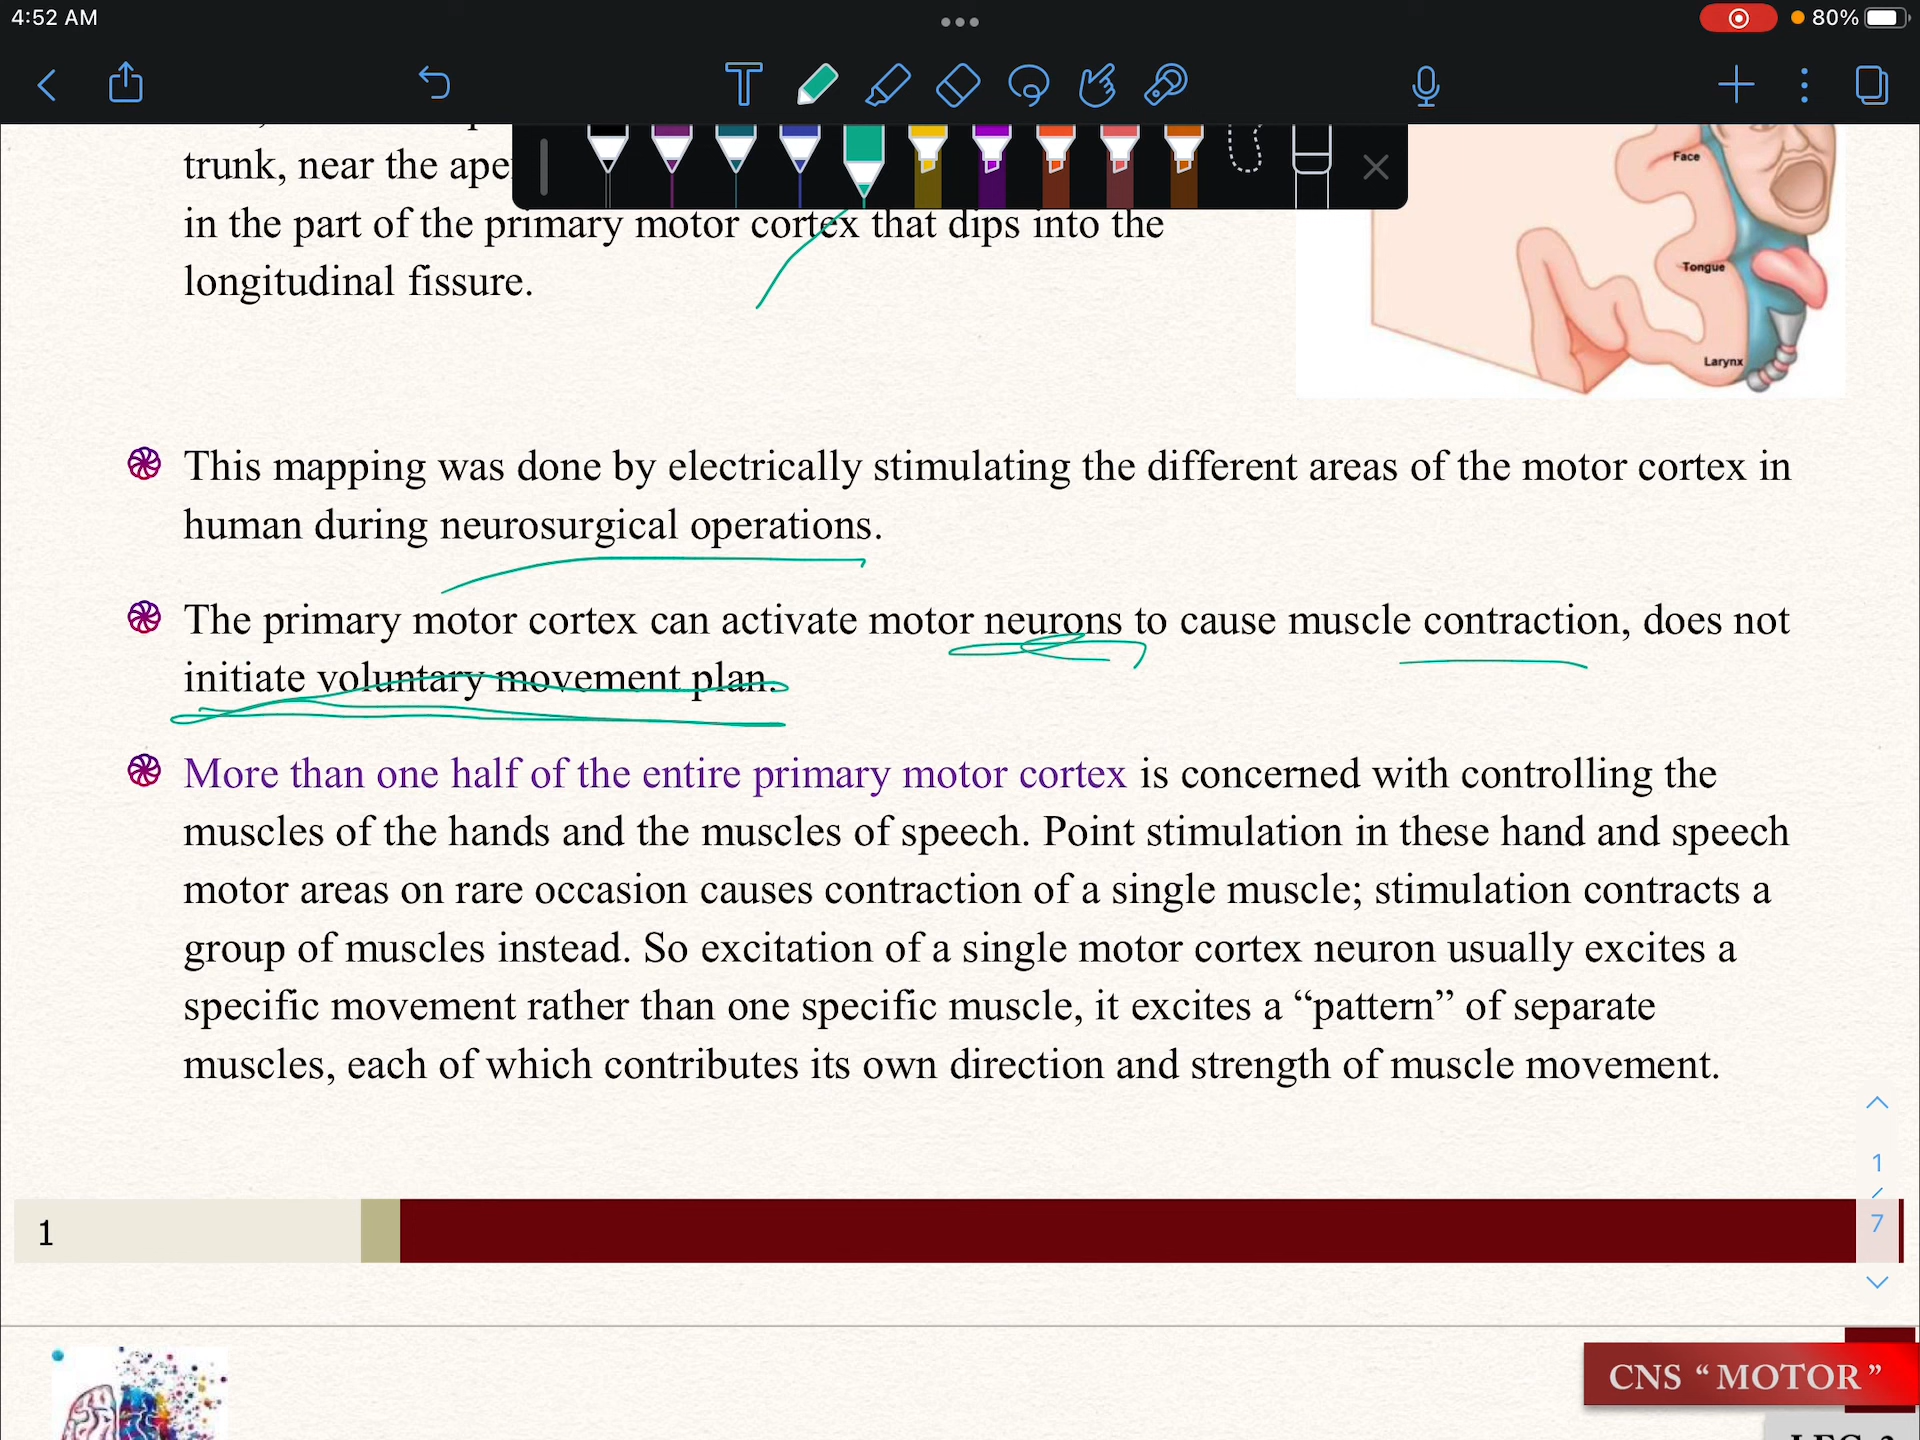 4:52 AM
80%
trunk, near the
Face
in the part of the primary motor cortex that dips into the
longitudinal fissure.
Tongue
Larynx
This mapping was done by electrically stimulating the different areas of the motor cortex in
human during neurosurgical operations.
The primary motor cortex can activate motor neurons to cause muscle contraction, does not
initiate voluntary movement plan.
More than one half of the entire primary motor cortex is concerned with controlling the
muscles of the hands and the muscles of speech. Point stimulation in these hand and speech
motor areas on rare occasion causes contraction of a single muscle; stimulation contracts a
group of muscles instead. So excitation of a single motor cortex neuron usually excites a
specific movement rather than one specific muscle, it excites a “pattern” of separate
muscles, each of which contributes its own direction and strength of muscle movement.
1
/
7
1
CNS “MOTOR”